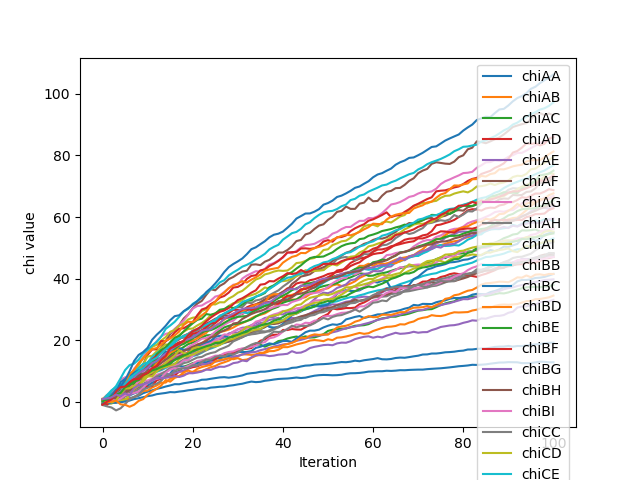 chi value
100
80
60
40
20
0
0
20
40
60
80
100
Iteration
chiAA
chiAB
chiAC
chiAD
chiAE
chiAF
chiAG
chiAH
chiAI
chiBB
chiBC
chiBD
chiBE
chiBF
chiBG
chiBH
chiBI
chiCC
chiCD
chiCE